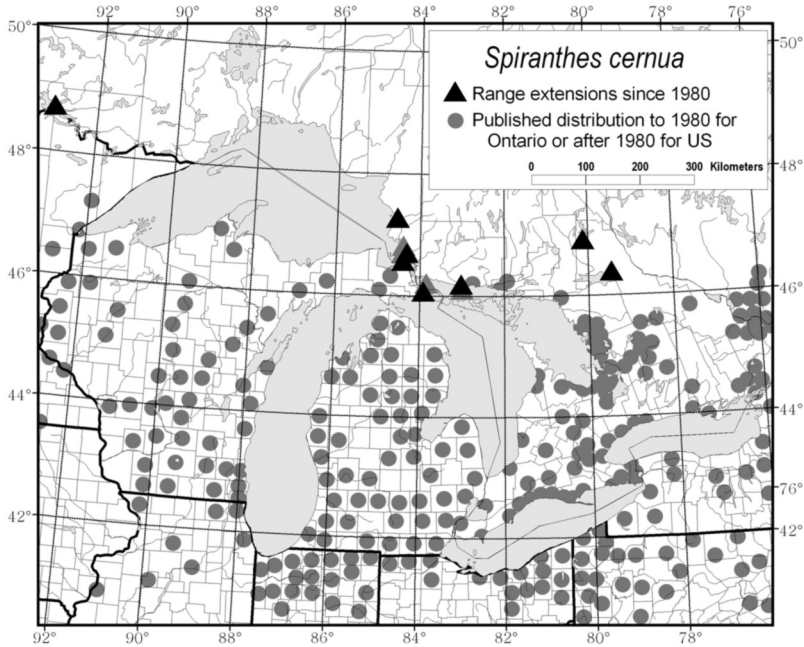 92° 90° 88° 86° 84° 82° 80° 78° 76°
50° 50°
Spiranthes cernua
Range extensions since 1980
Published distribution to 1980 for
Ontario or after 1980 for US
0 100 200 300 Kilometers
48° 48°
46° 46°
44° 44°
76°
42° 42°
92 90° 88° 86° 84° 82° 80° 78°